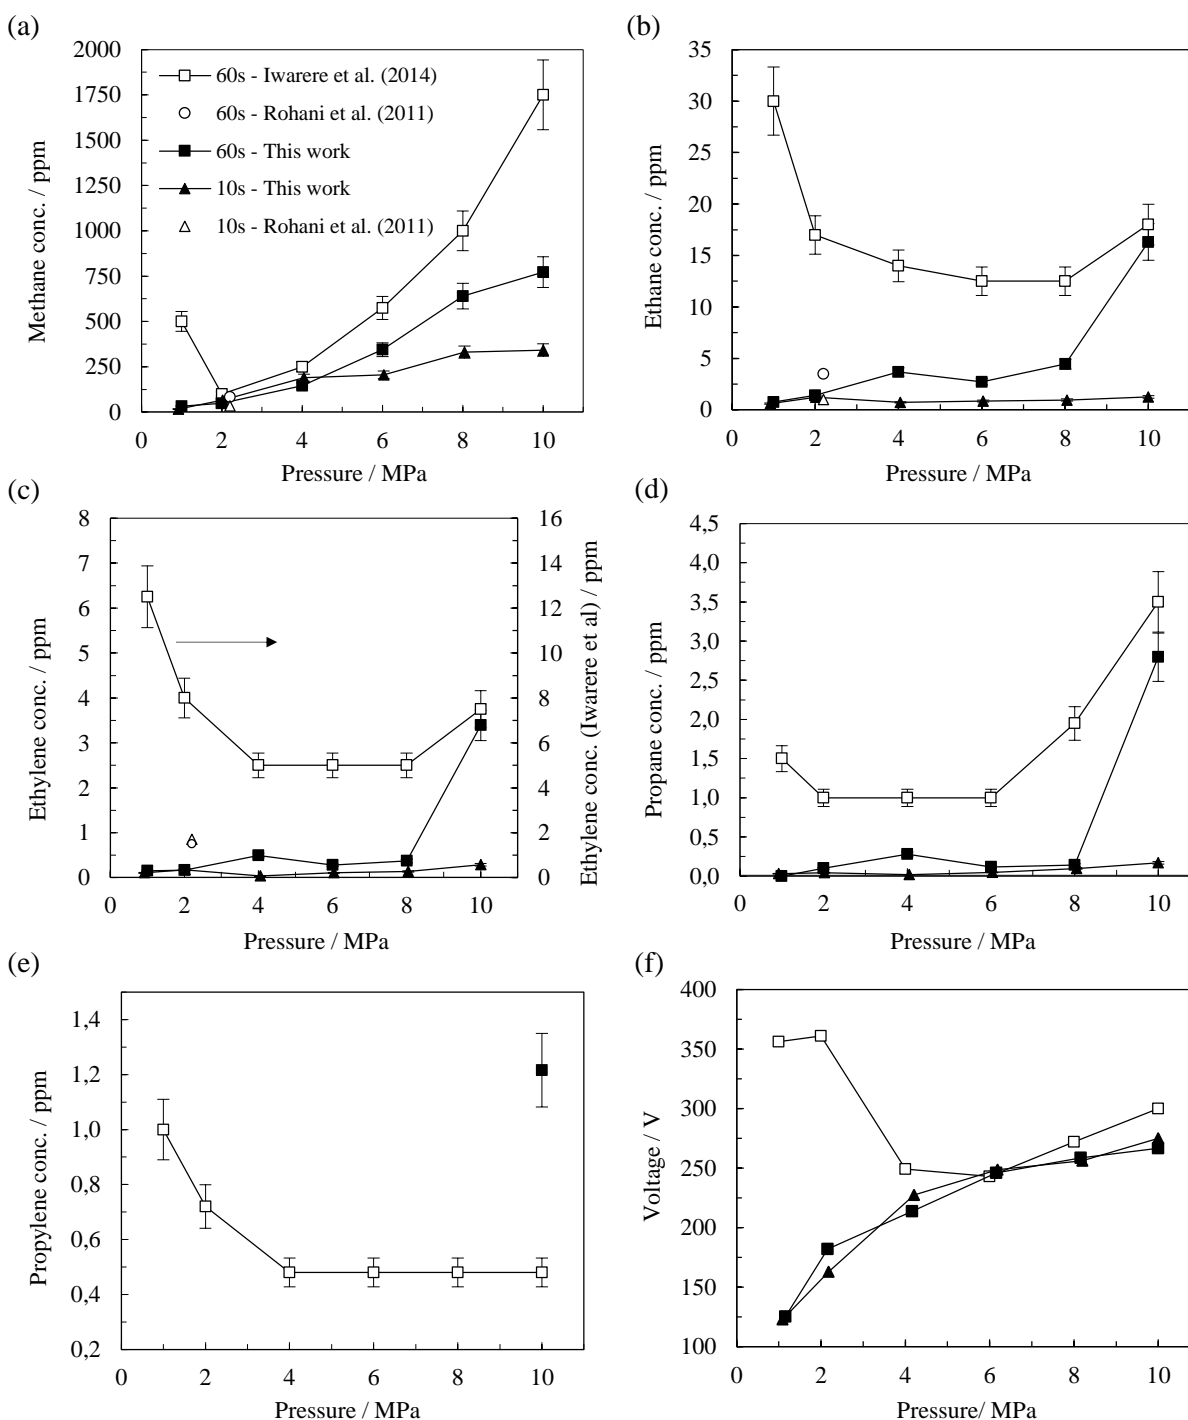 (a)
2000
1750
1500
1250
1000
750
500
250
0
0 2 4 6 8 10
Methane conc. / ppm
Pressure / MPa
60s - Iwarere et al. (2014)
60s - Rohani et al. (2011)
60s - This work
10s - This work
10s - Rohani et al. (2011)
(b)
35
30
25
20
15
10
5
0
0 2 4 6 8 10
Ethane conc. / ppm
Pressure / MPa
(c)
8
7
6
5
4
3
2
1
0
16
14
12
10
8
6
4
2
0
0 2 4 6 8 10
Ethylene conc. / ppm
Ethylene conc. (Iwarere et al) / ppm
Pressure / MPa
(d)
4,5
4,0
3,5
3,0
2,5
2,0
1,5
1,0
0,5
0,0
0 2 4 6 8 10
Propane conc. / ppm
Pressure / MPa
(e)
1,4
1,2
1,0
0,8
0,6
0,4
0,2
0 2 4 6 8 10
Propylene conc. / ppm
Pressure / MPa
(f)
400
350
300
250
200
150
100
0 2 4 6 8 10
Voltage / V
Pressure/ MPa